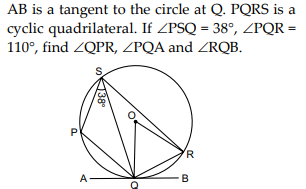 AB is a tangent to the circle at Q. PQRS is a
cyclic quadrilateral. If ∠PSQ = 38°, ∠PQR =
110°, find ∠QPR, ∠PQA and ∠RQB.
S
38°
O
P
R
A
Q
B